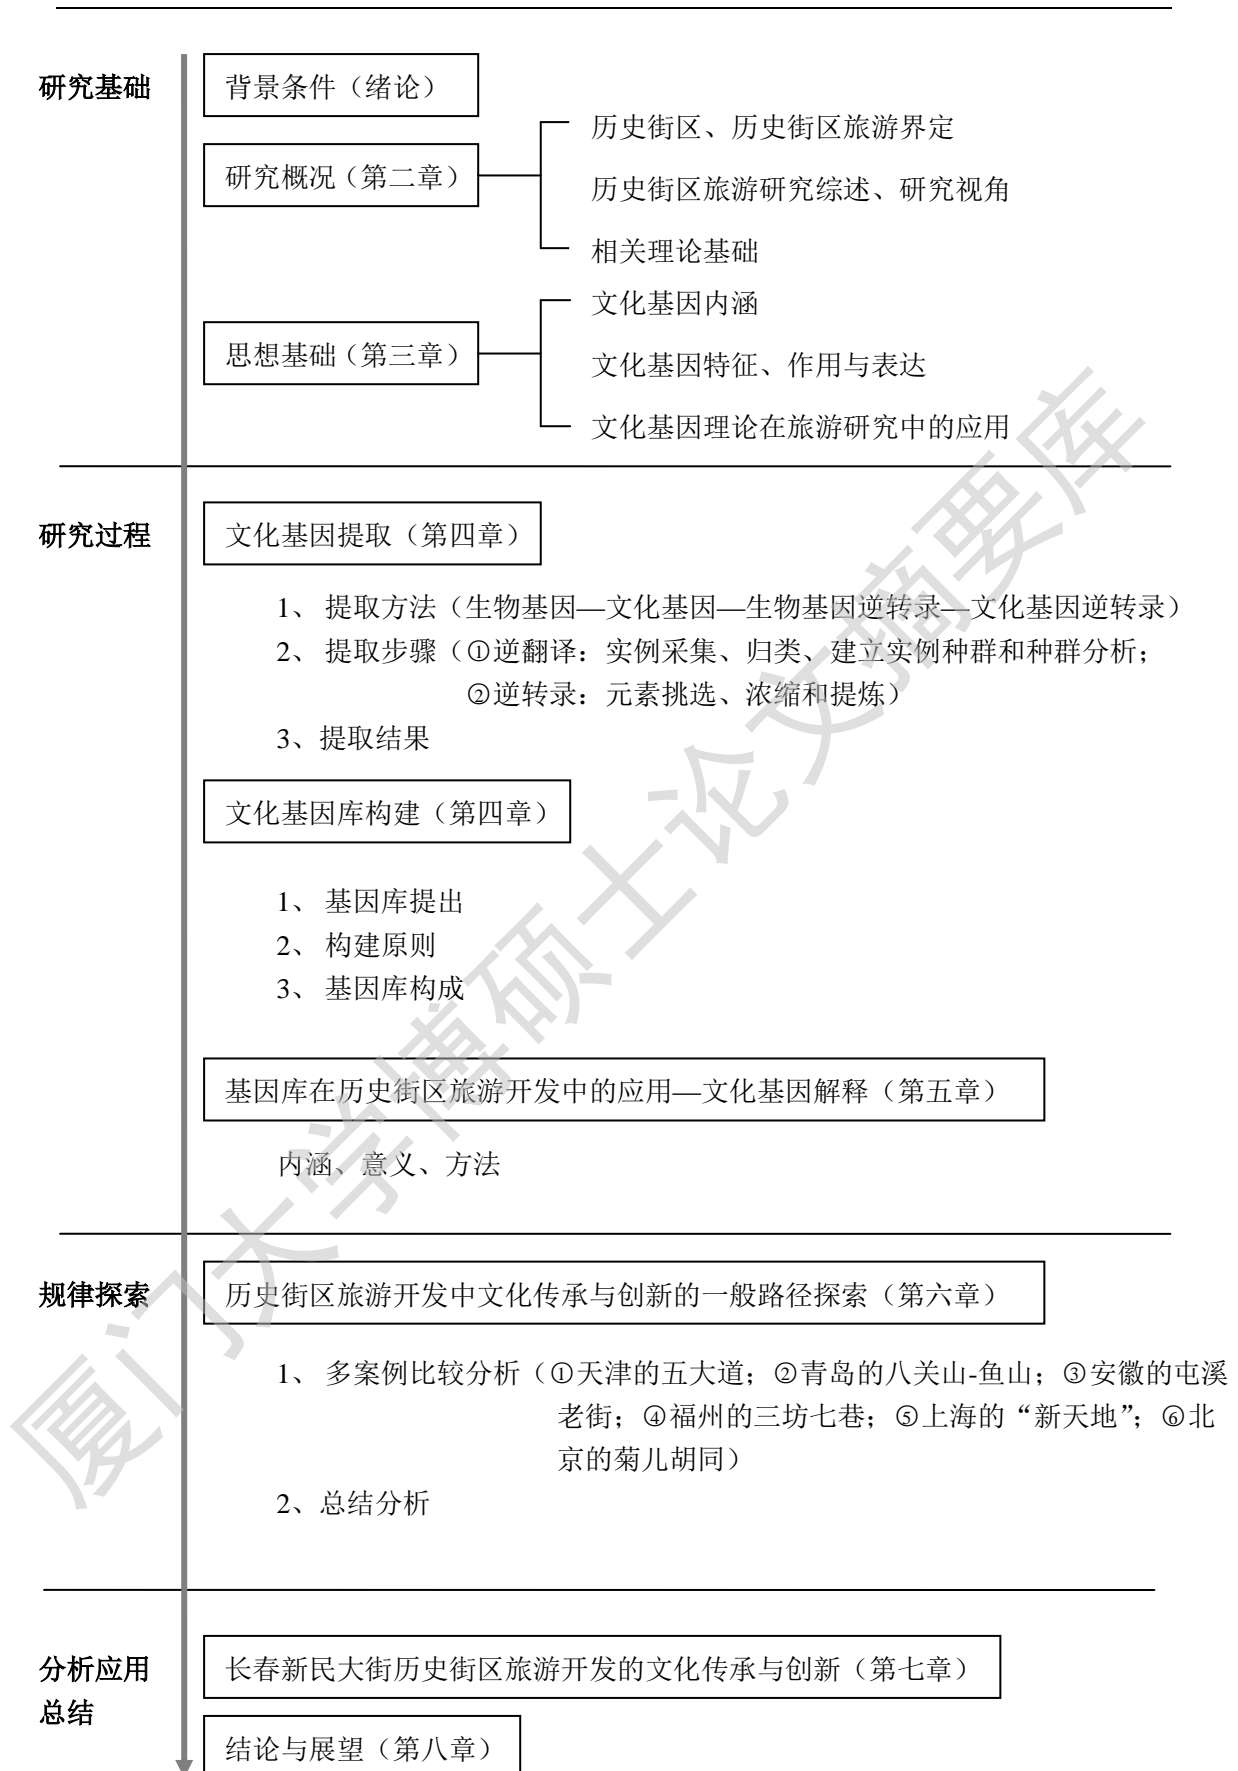 研究基础
背景条件（绪论）
历史街区、历史街区旅游界定
研究概况（第二章）
历史街区旅游研究综述、研究视角
相关理论基础
文化基因内涵
思想基础（第三章）
文化基因特征、作用与表达
文化基因理论在旅游研究中的应用
研究过程
文化基因提取（第四章）
1、 提取方法（生物基因—文化基因—生物基因逆转录—文化基因逆转录）
2、 提取步骤（①逆翻译：实例采集、归类、建立实例种群和种群分析；
②逆转录：元素挑选、浓缩和提炼）
3、提取结果
文化基因库构建（第四章）
1、 基因库提出
2、 构建原则
3、 基因库构成
基因库在历史街区旅游开发中的应用—文化基因解释（第五章）
内涵、意义、方法
规律探索
历史街区旅游开发中文化传承与创新的一般路径探索（第六章）
1、 多案例比较分析（①天津的五大道；②青岛的八关山-鱼山；③安徽的屯溪
老街；④福州的三坊七巷；⑤上海的“新天地”；⑥北
京的菊儿胡同）
2、总结分析
分析应用
总结
长春新民大街历史街区旅游开发的文化传承与创新（第七章）
结论与展望（第八章）
厦门大学博硕士论文摘要库